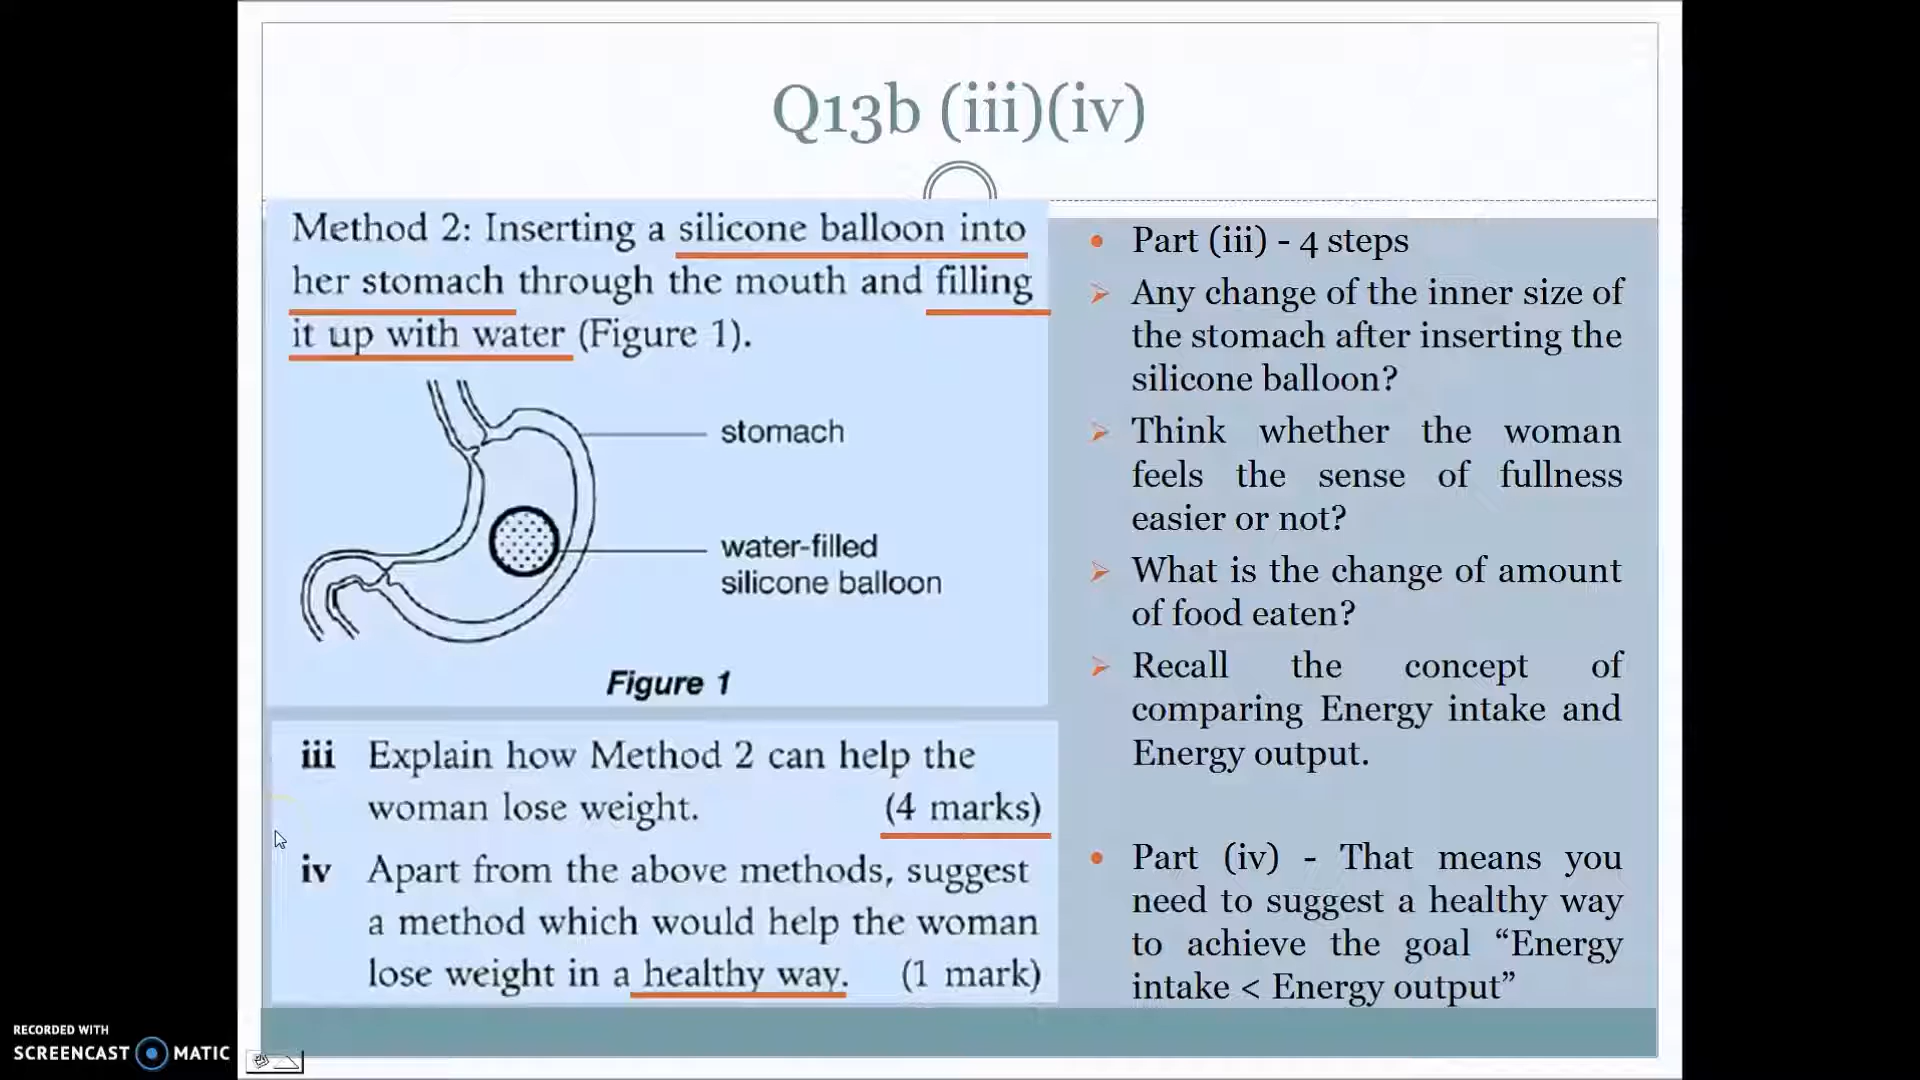 Q13b (iii)(iv)
Method 2: Inserting a silicone balloon into
her stomach through the mouth and filling
it up with water (Figure 1).
stomach
water-filled
silicone balloon
Figure 1
iii Explain how Method 2 can help the
woman lose weight. (4 marks)
iv Apart from the above methods, suggest
a method which would help the woman
lose weight in a healthy way. (1 mark)
• Part (iii) - 4 steps
➢ Any change of the inner size of
the stomach after inserting the
silicone balloon?
➢ Think whether the woman
feels the sense of fullness
easier or not?
➢ What is the change of amount
of food eaten?
➢ Recall the concept of
comparing Energy intake and
Energy output.
• Part (iv) - That means you
need to suggest a healthy way
to achieve the goal “Energy
intake < Energy output”
RECORDED WITH
SCREENCAST MATIC